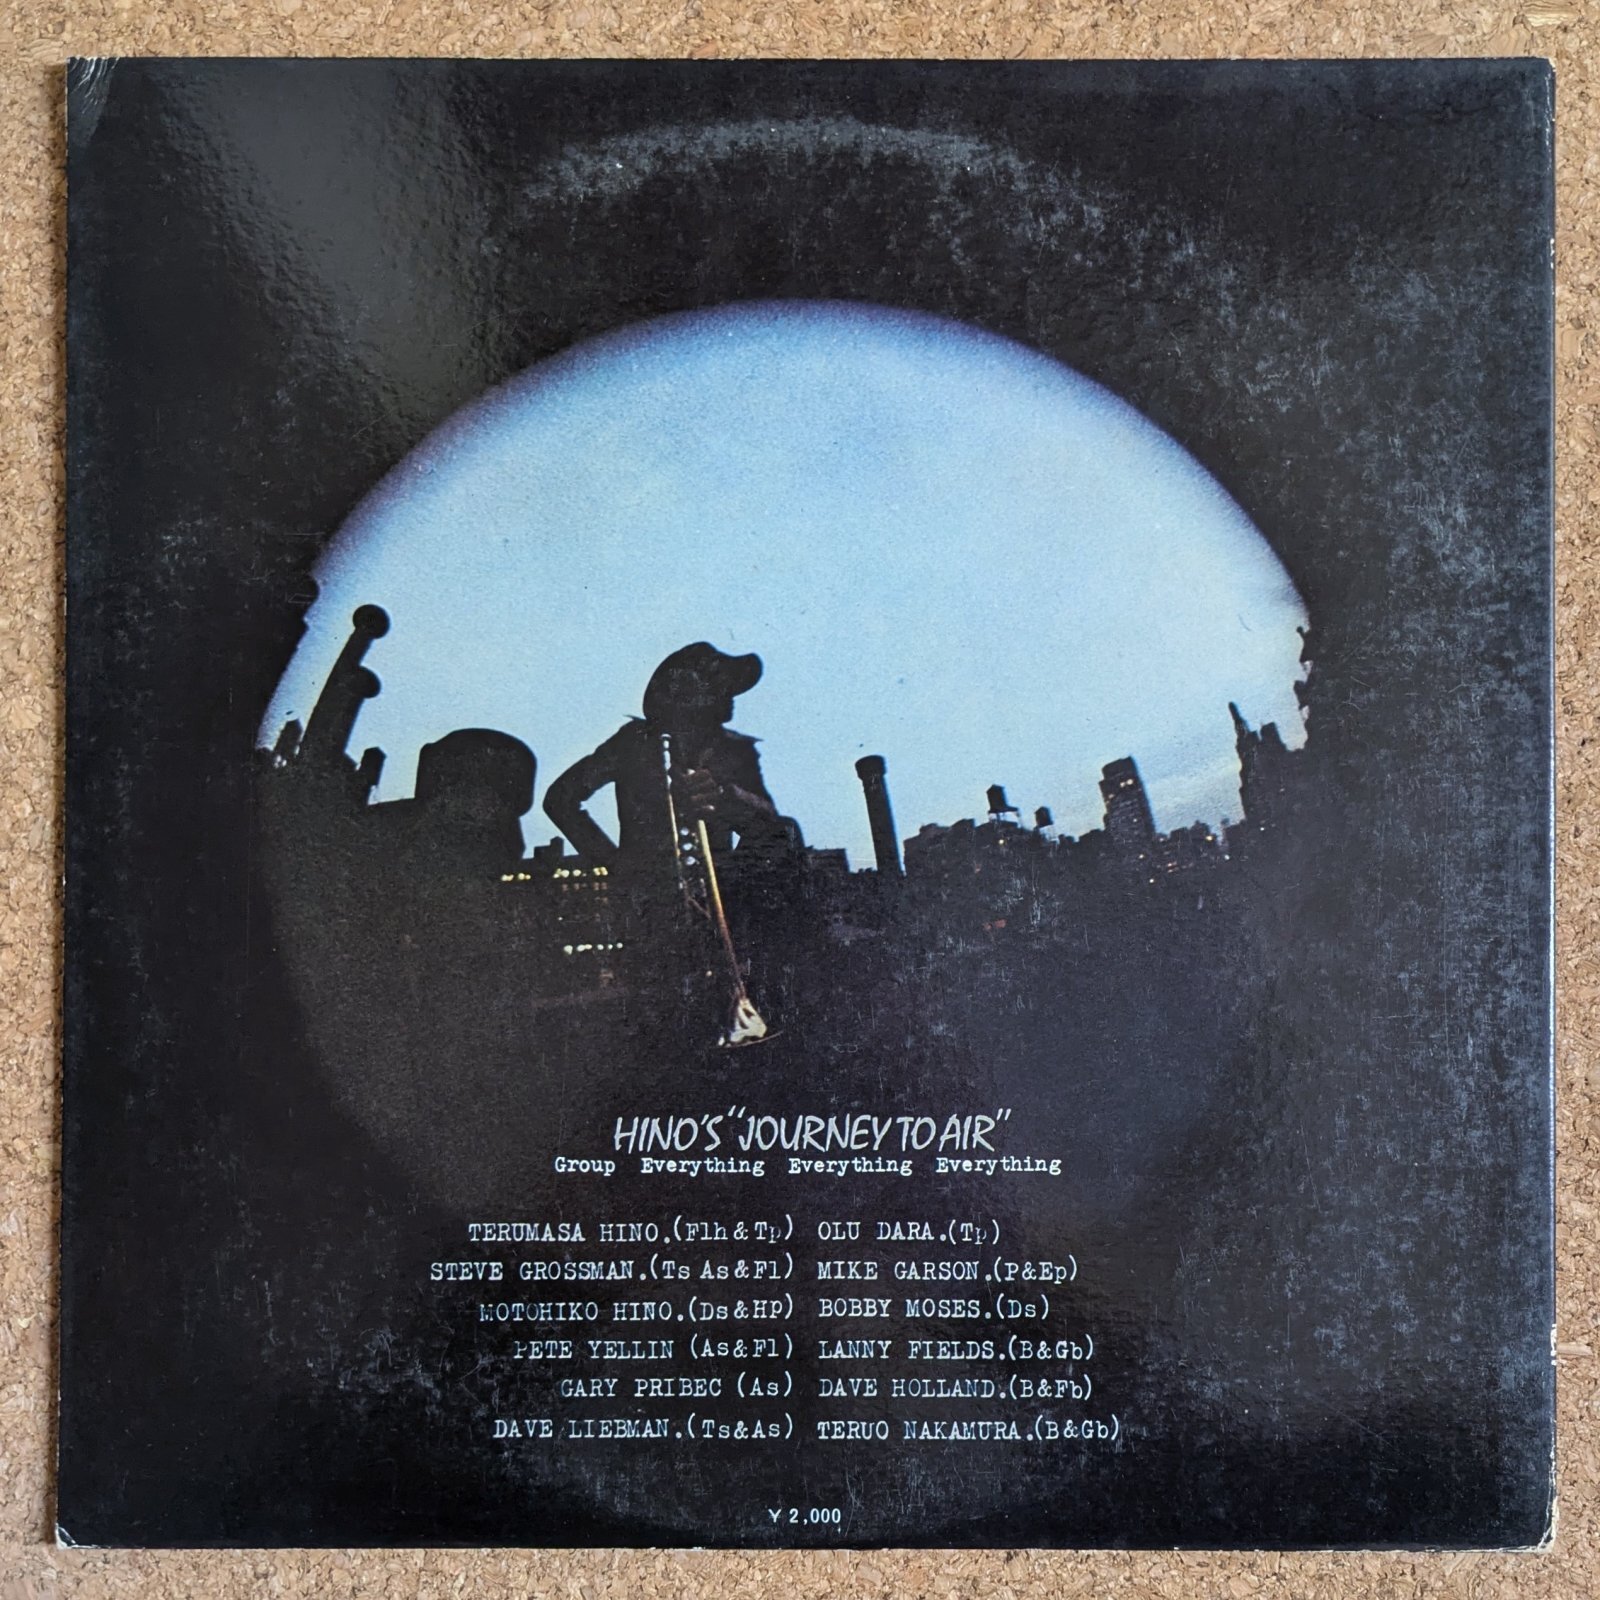 HINO'S "JOURNEY TO AIR"
Group Everything Everything Everything
TERUMASA HINO.(Flh&Tp) OLU DARA.(Tp)
STEVE GROSSMAN.(Ts As&Fl) MIKE GARSON.(P&Ep)
MOTOHIKO HINO.(Ds&HP) BOBBY MOSES.(Ds)
PETE YELLIN (As&Fl) LANNY FIELDS.(B&Gb)
GARY PRIBEC (As) DAVE HOLLAND.(B&Fb)
DAVE LIEBMAN.(Ts&As) TERUO NAKAMURA.(B&Gb)
¥ 2,000